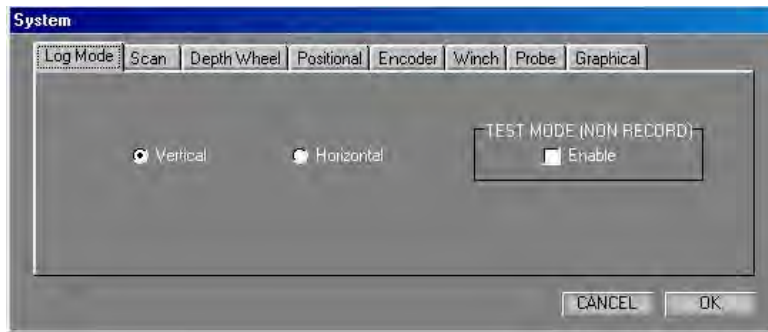 System
Log Mode Scan Depth Wheel Positional Encoder Winch Probe Graphical
TEST MODE (NON RECORD)
Vertical Horizontal Enable
CANCEL OK